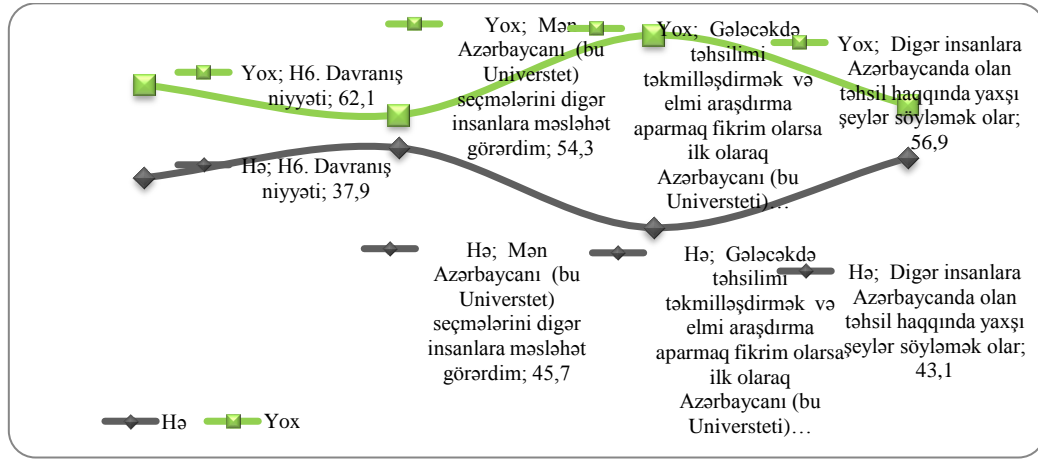 Yox; H6. Davranış
niyyəti; 62,1
Yox; Mən
Azərbaycanı (bu
Universtet)
seçmələrini digər
insanlara məsləhət
görərdim; 54,3
Yox; Gələcəkdə
təhsilimi
təkmilləşdirmək və
elmi araşdırma
aparmaq fikrim olarsa
ilk olaraq
Azərbaycanı (bu
Universteti)…
Yox; Digər insanlara
Azərbaycanda olan
təhsil haqqında yaxşı
şeylər söyləmək olar;
56,9
Hə; H6. Davranış
niyyəti; 37,9
Hə; Mən
Azərbaycanı (bu
Universtet)
seçmələrini digər
insanlara məsləhət
görərdim; 45,7
Hə; Gələcəkdə
təhsilimi
təkmilləşdirmək və
elmi araşdırma
aparmaq fikrim olarsa
ilk olaraq
Azərbaycanı (bu
Universteti)…
Hə; Digər insanlara
Azərbaycanda olan
təhsil haqqında yaxşı
şeylər söyləmək olar;
43,1
Hə
Yox